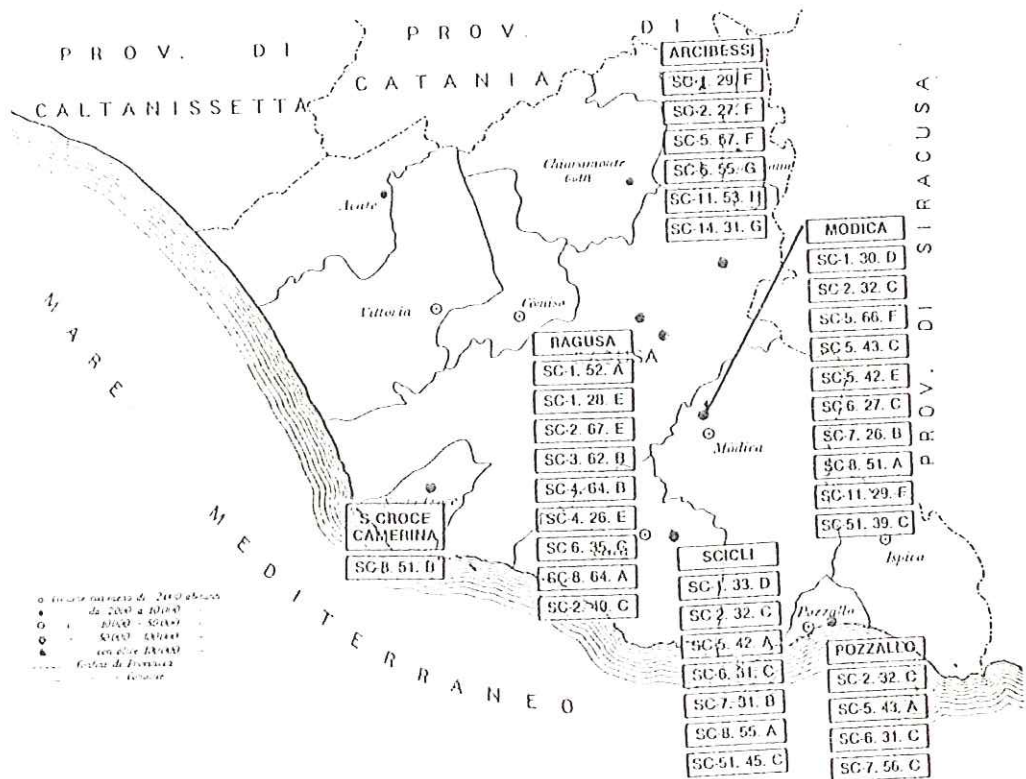 PROV. DI CALTANISSETTA
PROV. DI
CATANIA
PROV. DI SIRACUSA
MARE MEDITERRANEO
Acate
Chiaramonte
Gulfi
Vittoria
Comiso
Módica
Ispica
Pozzallo
ARCIBESSI
SC-1. 29. F
SC-2. 27. F
SC-5. 67. F
SC-6. 55. G
SC-11. 53. H
SC-14. 31. G
MODICA
SC-1. 30. D
SC-2. 32. C
SC-5. 66. F
SC-5. 43. C
SC-5. 42. E
SC-6. 27. C
SC-7. 26. B
SC-8. 51. A
SC-11. 29. F
SC-51. 39. C
RAGUSA
SC-1. 52. A
SC-1. 28. E
SC-2. 67. E
SC-3. 62. B
SC-4. 64. B
SC-4. 26. E
SC-6. 35. C
SC-8. 64. A
SC-2. 40. C
S.CROCE
CAMERINA
SC-8. 51. B
SCICLI
SC-1. 33. D
SC-2. 32. C
SC-5. 42. A
SC-6. 31. C
SC-7. 31. B
SC-8. 55. A
SC-51. 45. C
POZZALLO
SC-2. 32. C
SC-5. 43. A
SC-6. 31. C
SC-7. 56. C